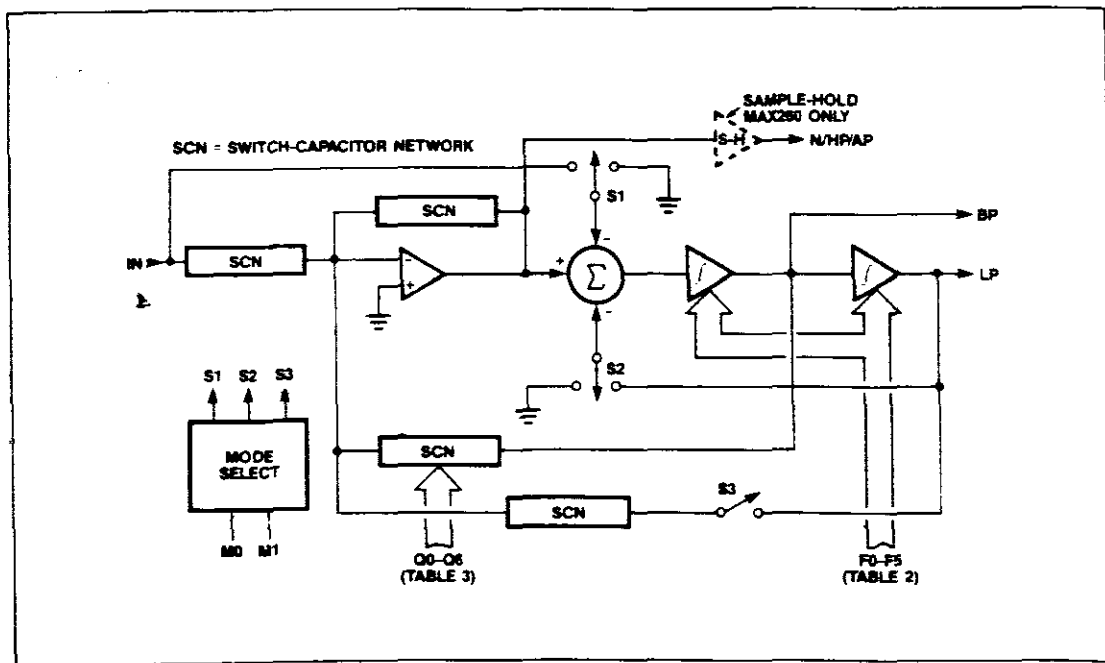 SAMPLE-HOLD
MAX260 ONLY
SCN = SWITCH-CAPACITOR NETWORK
S-H
N/HP/AP
S1
-
SCN
BP
IN
SCN
-
+
+
Σ
∫
∫
LP
-
S2
S1 S2 S3
MODE
SELECT
SCN
S3
SCN
M0 M1
Q0–Q6
(TABLE 3)
F0–F5
(TABLE 2)